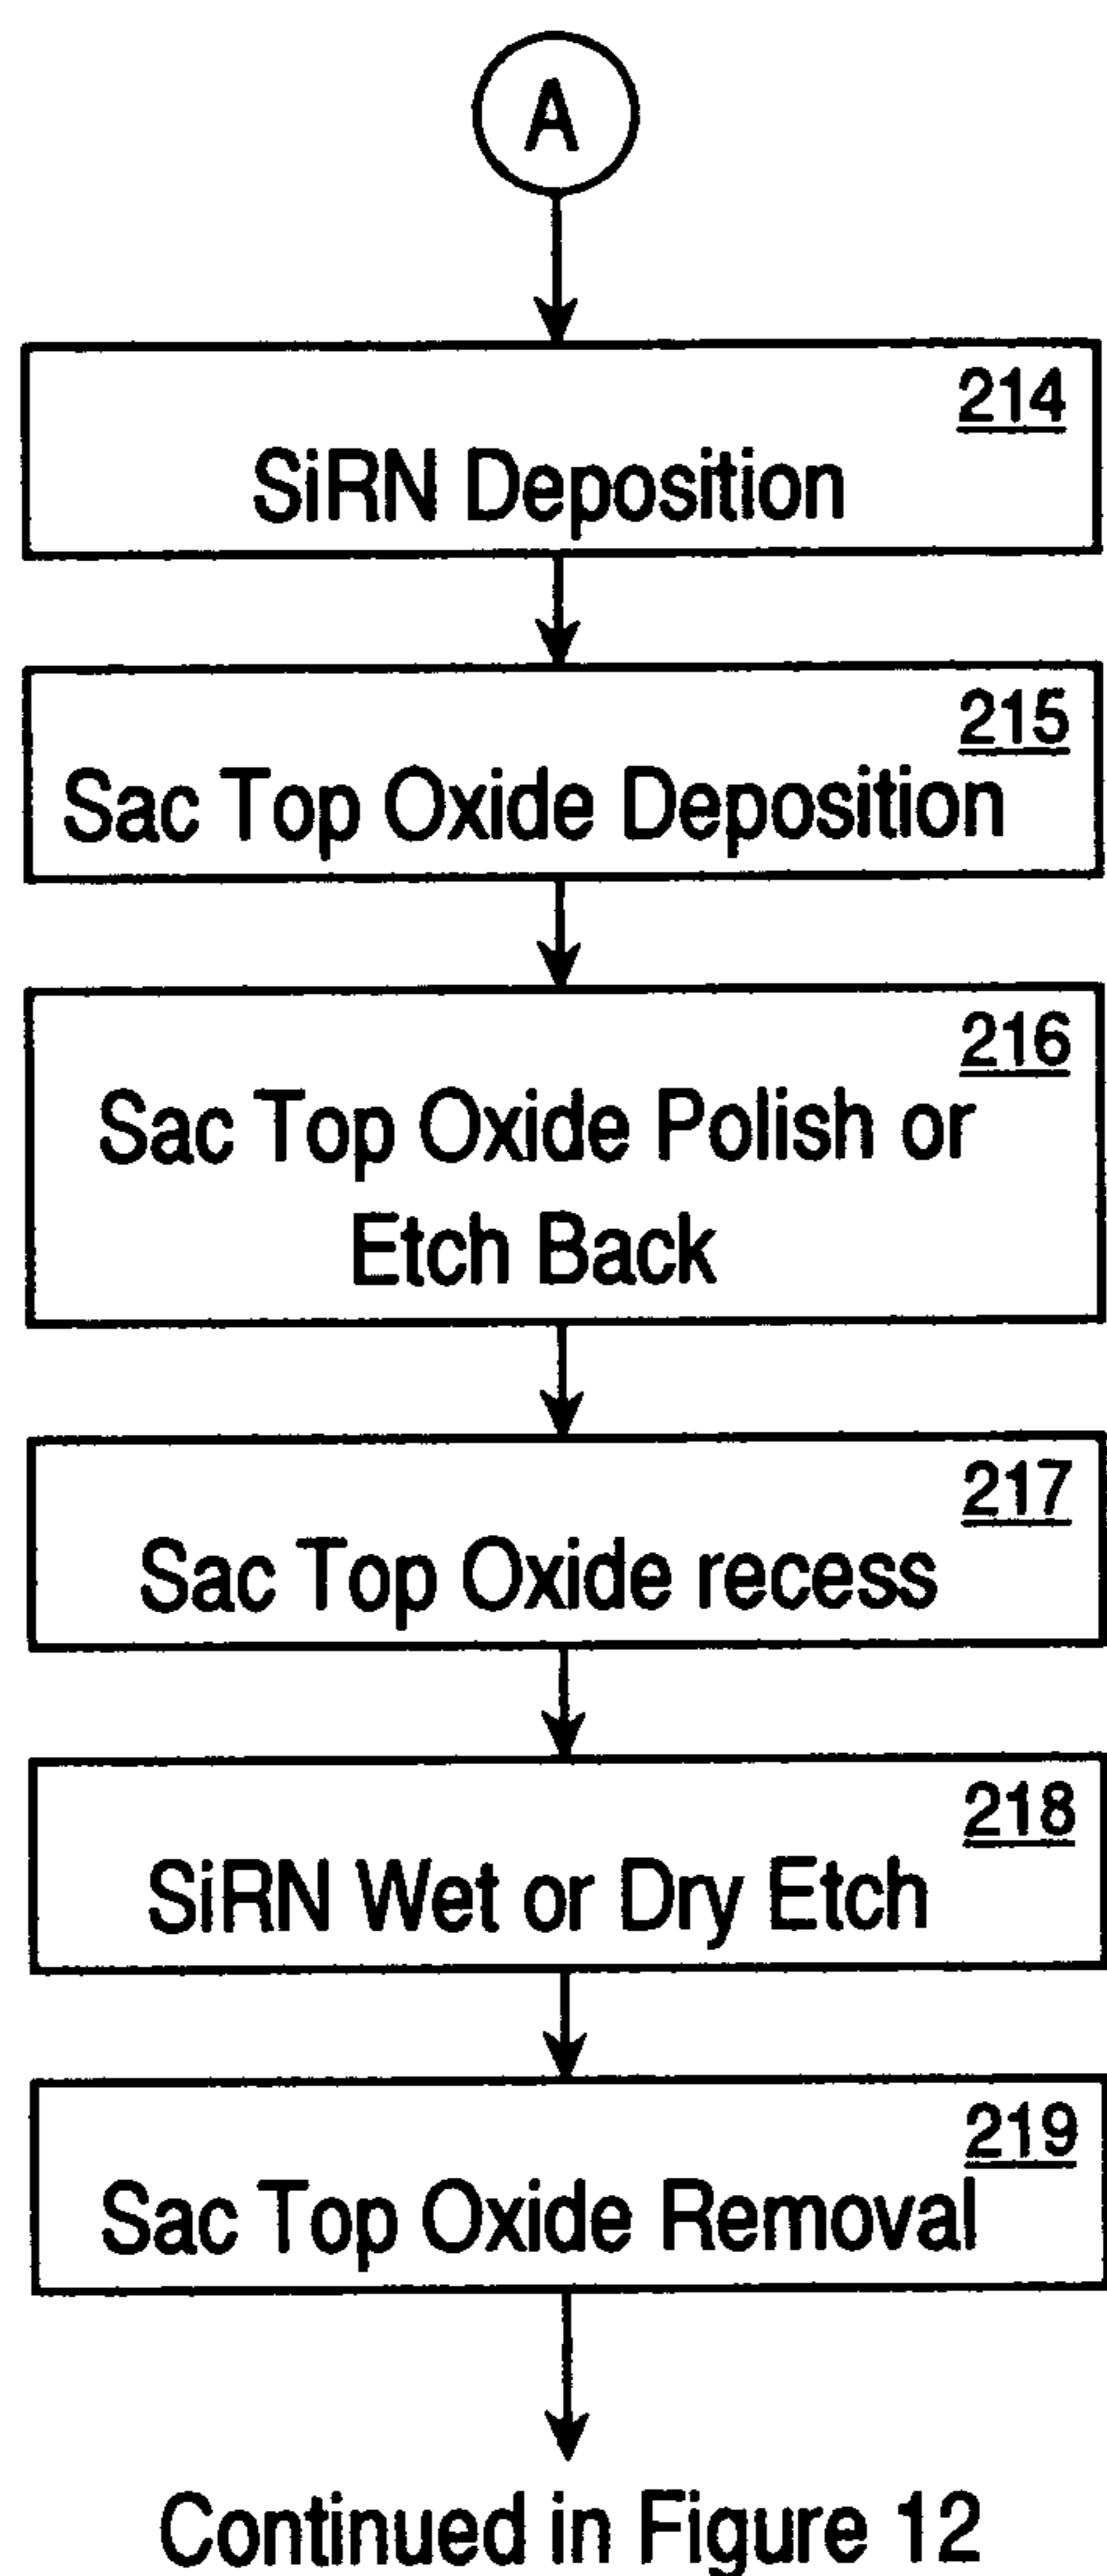 A
214
SiRN Deposition
215
Sac Top Oxide Deposition
216
Sac Top Oxide Polish or
Etch Back
217
Sac Top Oxide recess
218
SiRN Wet or Dry Etch
219
Sac Top Oxide Removal
Continued in Figure 12